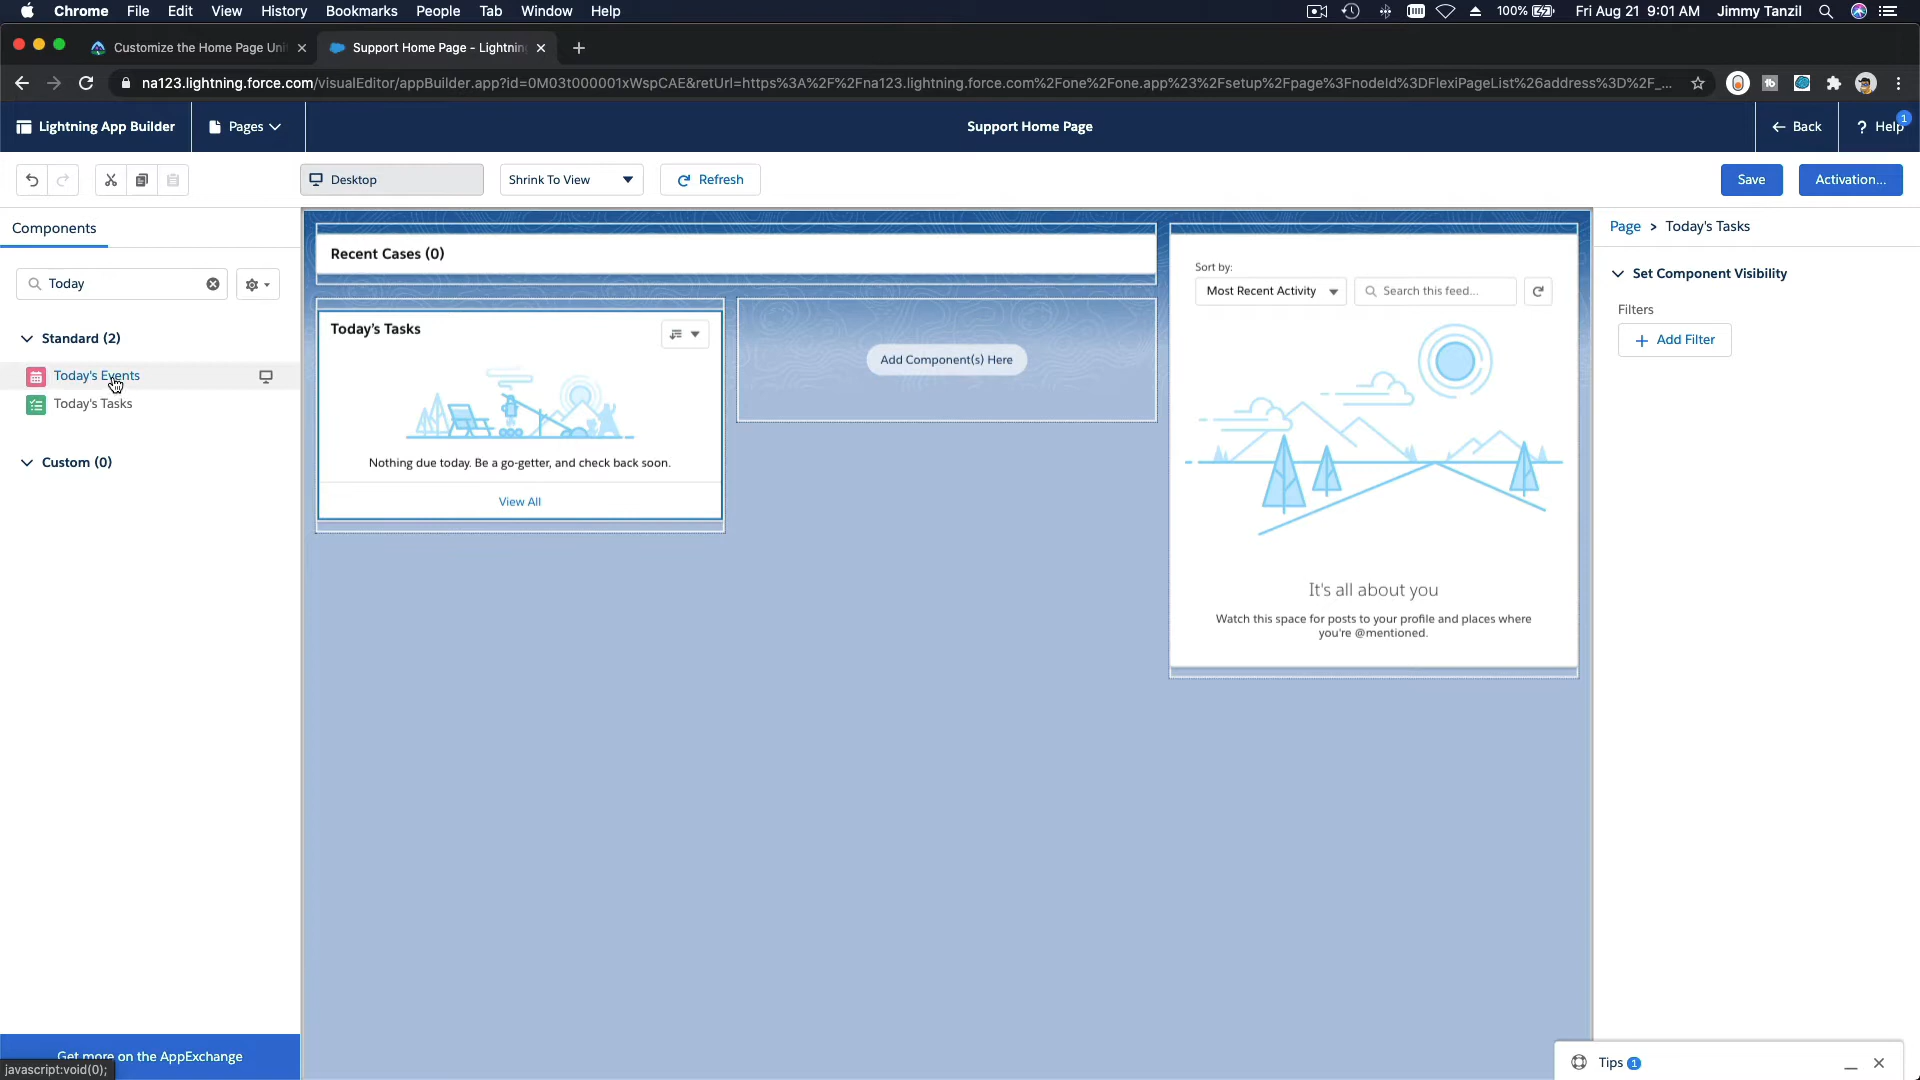 Chrome File Edit View History Bookmarks People Tab Window Help 100% Fri Aug 21 9:01 AM Jimmy Tanzil
Customize the Home Page Uni
Support Home Page - Lightnin
na123.lightning.force.com/visualEditor/appBuilder.app?id=0M03t000001xWspCAE&retUrl=https%3A%2F%2Fna123.lightning.force.com%2Fone%2Fone.app%23%2Fsetup%2Fpage%3FnodeId%3DFlexiPageList%26address%3D%2F_...
Lightning App Builder Pages Support Home Page Back ? Help 1
Desktop Shrink To View Refresh Save Activation...
Components
Today
Standard (2)
Today's Events
Today's Tasks
Custom (0)
Get more on the AppExchange
javascript:void(0);
Recent Cases (0)
Today's Tasks
Nothing due today. Be a go-getter, and check back soon.
View All
Add Component(s) Here
Sort by:
Most Recent Activity Search this feed...
It's all about you
Watch this space for posts to your profile and places where
you're @mentioned.
Page > Today's Tasks
Set Component Visibility
Filters
+ Add Filter
Tips 1